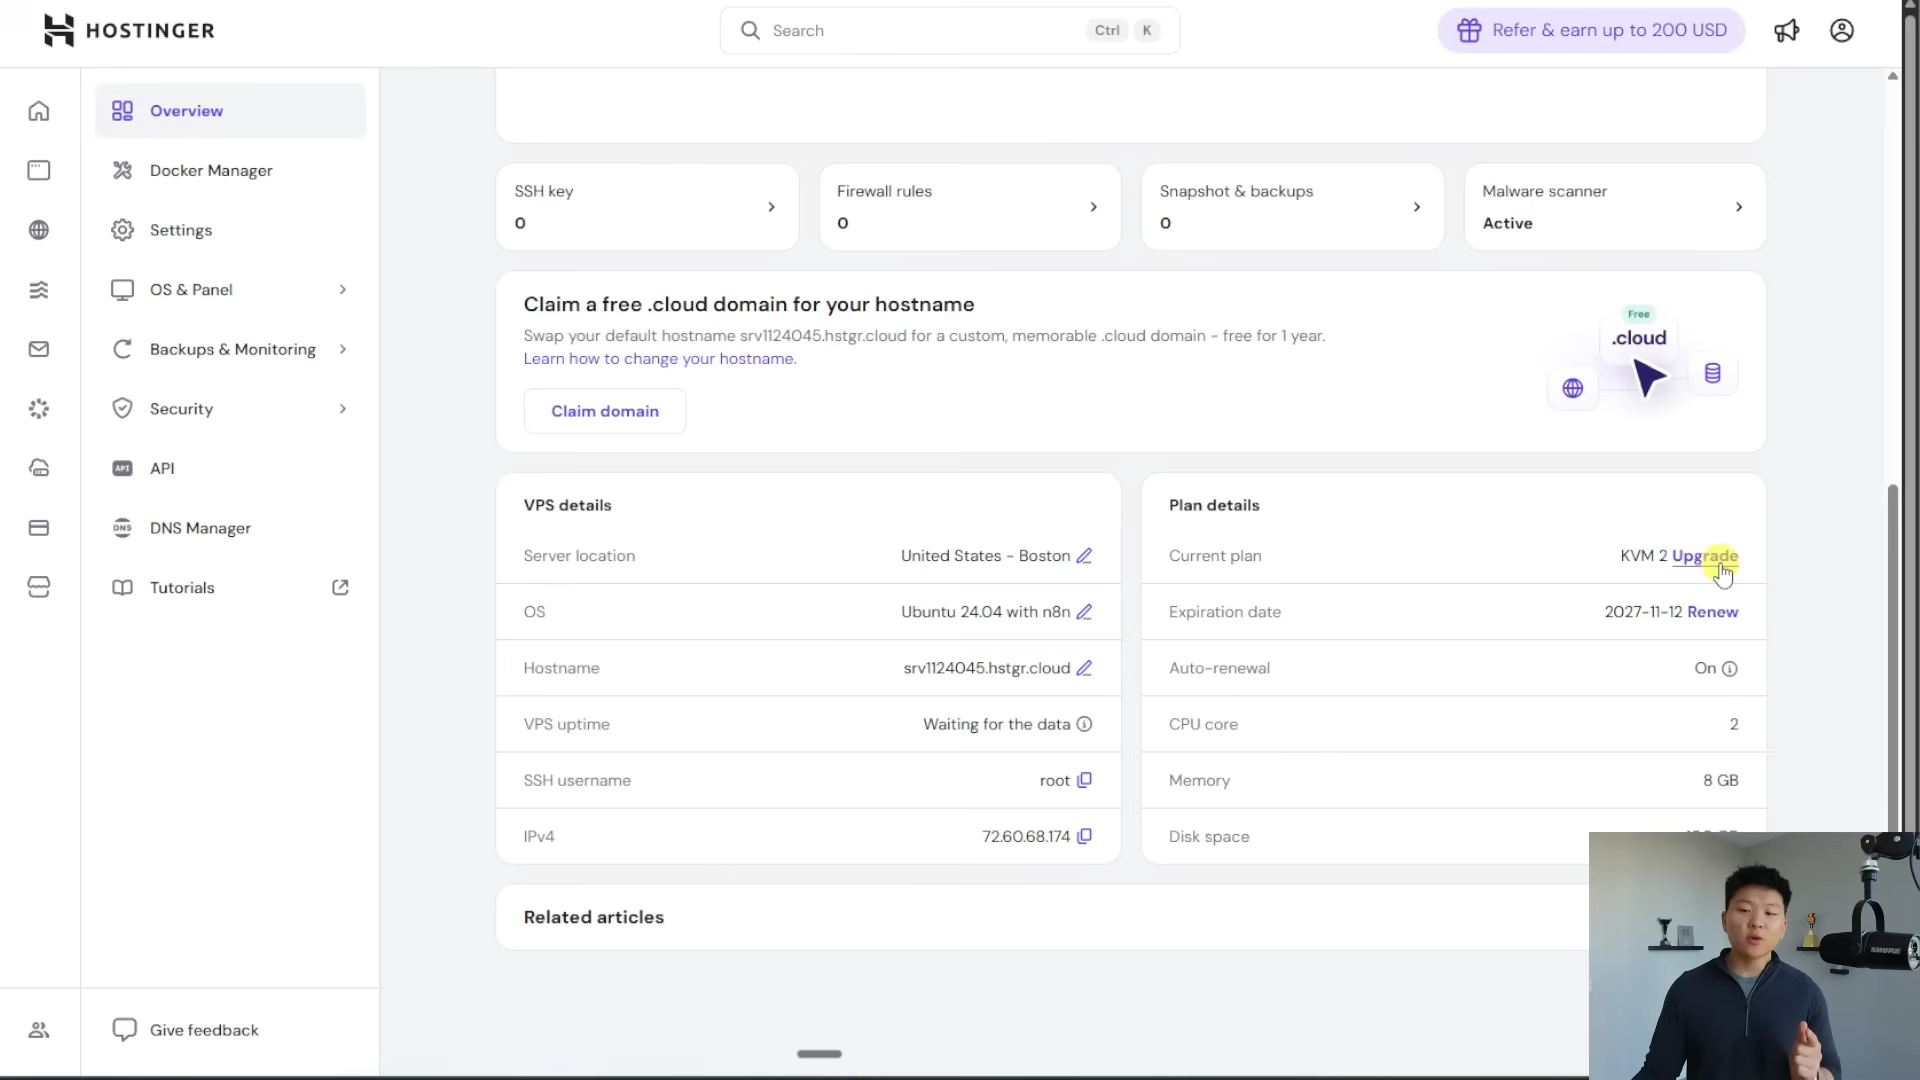 HOSTINGER
Search
Ctrl K
Refer & earn up to 200 USD
Overview
Docker Manager
Settings
OS & Panel
Backups & Monitoring
Security
API
API
DNS
DNS Manager
Tutorials
Give feedback
SSH key
0
Firewall rules
0
Snapshot & backups
0
Malware scanner
Active
Claim a free .cloud domain for your hostname
Swap your default hostname srv1124045.hstgr.cloud for a custom, memorable .cloud domain - free for 1 year.
Learn how to change your hostname.
Claim domain
Free
.cloud
VPS details
Server location United States - Boston
OS Ubuntu 24.04 with n8n
Hostname srv1124045.hstgr.cloud
VPS uptime Waiting for the data
SSH username root
IPv4 72.60.68.174
Plan details
Current plan KVM 2 Upgrade
Expiration date 2027-11-12 Renew
Auto-renewal On
CPU core 2
Memory 8 GB
Disk space
Related articles
SHURE